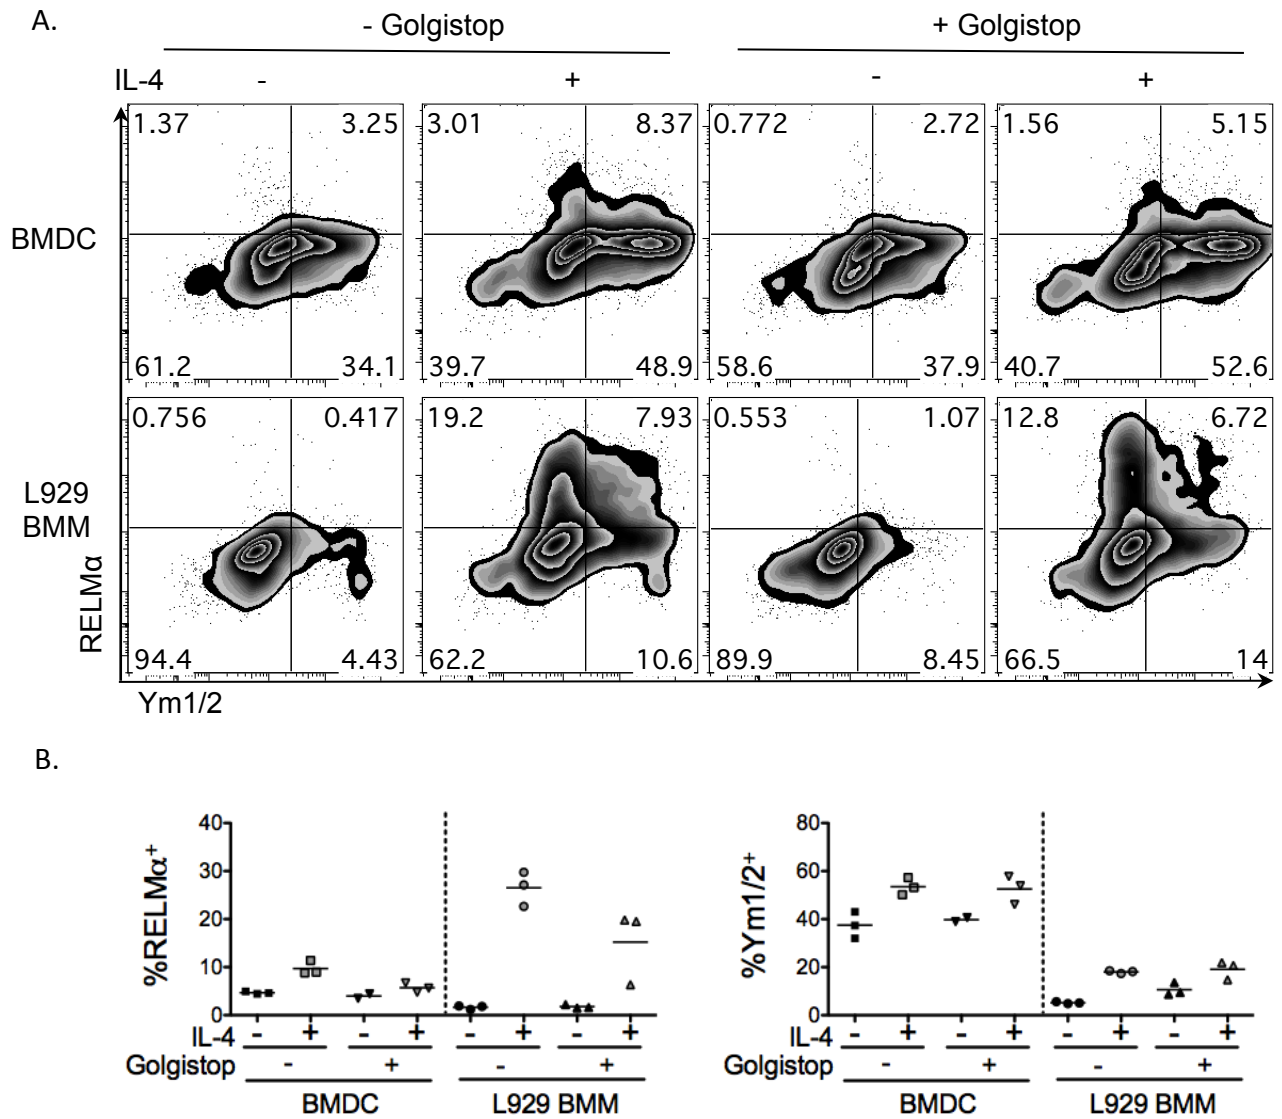 A.
- Golgistop + Golgistop
IL-4 - + - +
1.37 3.25 3.01 8.37 0.772 2.72 1.56 5.15
BMDC
61.2 34.1 39.7 48.9 58.6 37.9 40.7 52.6
0.756 0.417 19.2 7.93 0.553 1.07 12.8 6.72
L929
BMM
RELMα
94.4 4.43 62.2 10.6 89.9 8.45 66.5 14
Ym1/2
B.
%RELMα+
40
30
20
10
0
IL-4 - + - + - + - +
Golgistop - + - +
BMDC L929 BMM
%Ym1/2+
80
60
40
20
0
IL-4 - + - + - + - +
Golgistop - + - +
BMDC L929 BMM